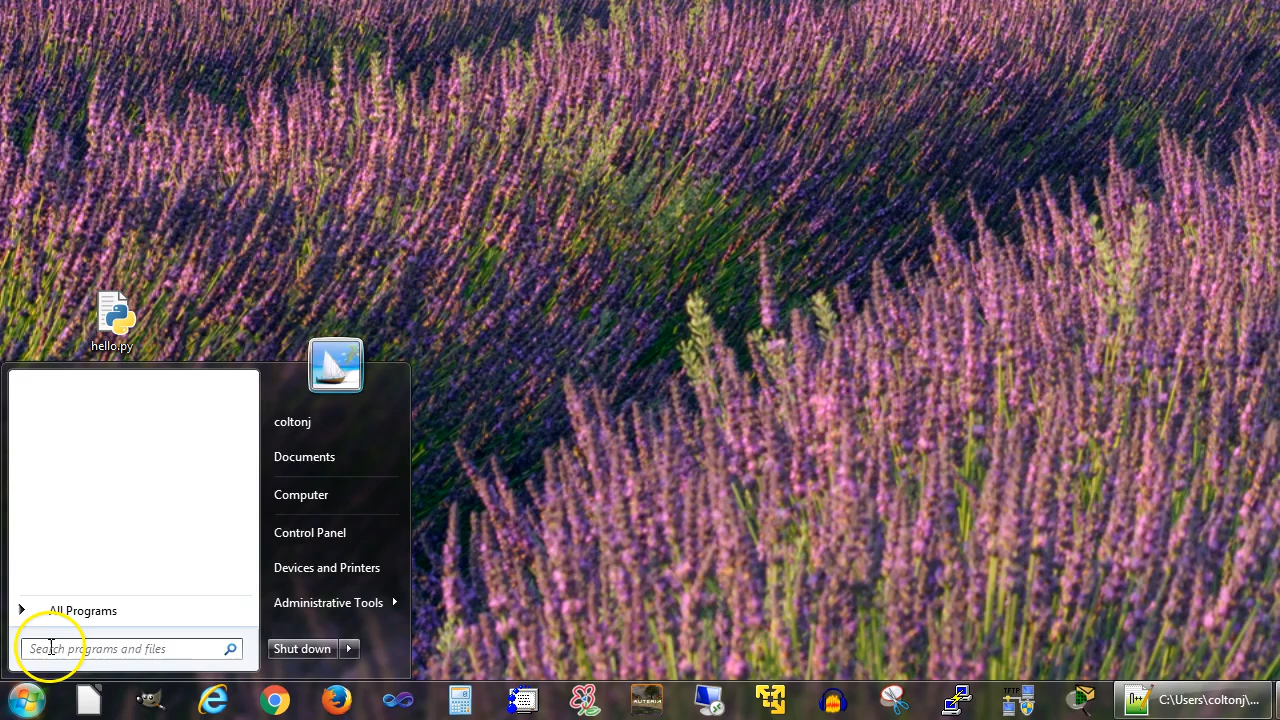 hello.py
coltonj
Documents
Computer
Control Panel
Devices and Printers
Administrative Tools
All Programs
Search programs and files
Shut down
C:\Users\coltonj\...